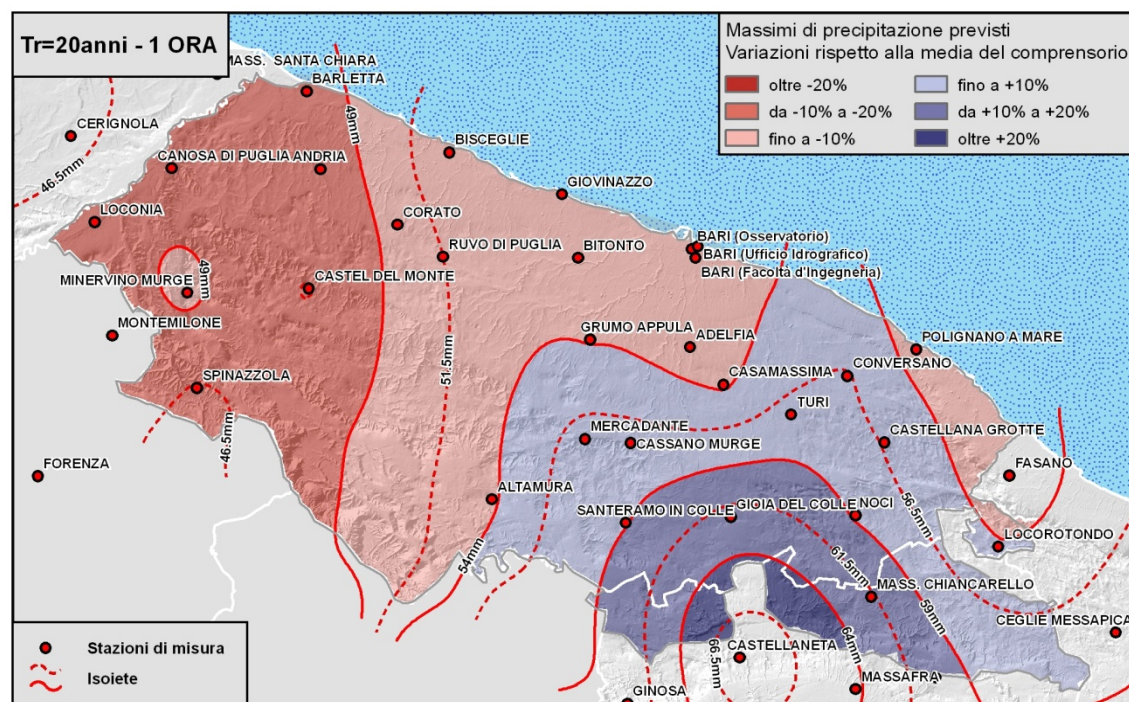 Tr=20anni - 1 ORA
Massimi di precipitazione previsti
Variazioni rispetto alla media del comprensorio
oltre -20%
fino a +10%
da -10% a -20%
da +10% a +20%
fino a -10%
oltre +20%
MASS. SANTA CHIARA
BARLETTA
49mm
CERIGNOLA
BISCEGLIE
46.5mm
CANOSA DI PUGLIA
ANDRIA
GIOVINAZZO
LOCONIA
CORATO
BARI (Osservatorio)
RUVO DI PUGLIA
BITONTO
BARI (Ufficio Idrografico)
BARI (Facolta d'Ingegneria)
49mm
MINERVINO MURGE
CASTEL DEL MONTE
MONTEMILONE
GRUMO APPULA
ADELFIA
POLIGNANO A MARE
51.5mm
SPINAZZOLA
CASAMASSIMA
CONVERSANO
TURI
46.5mm
MERCADANTE
CASSANO MURGE
CASTELLANA GROTTE
FORENZA
FASANO
ALTAMURA
56.5mm
SANTERAMO IN COLLE
GIOIA DEL COLLE
NOCI
LOCOROTONDO
54mm
61.5mm
MASS. CHIANCARELLO
59mm
CEGLIE MESSAPICA
64mm
66.5mm
CASTELLANETA
MASSAFRA
GINOSA
Stazioni di misura
Isoiete